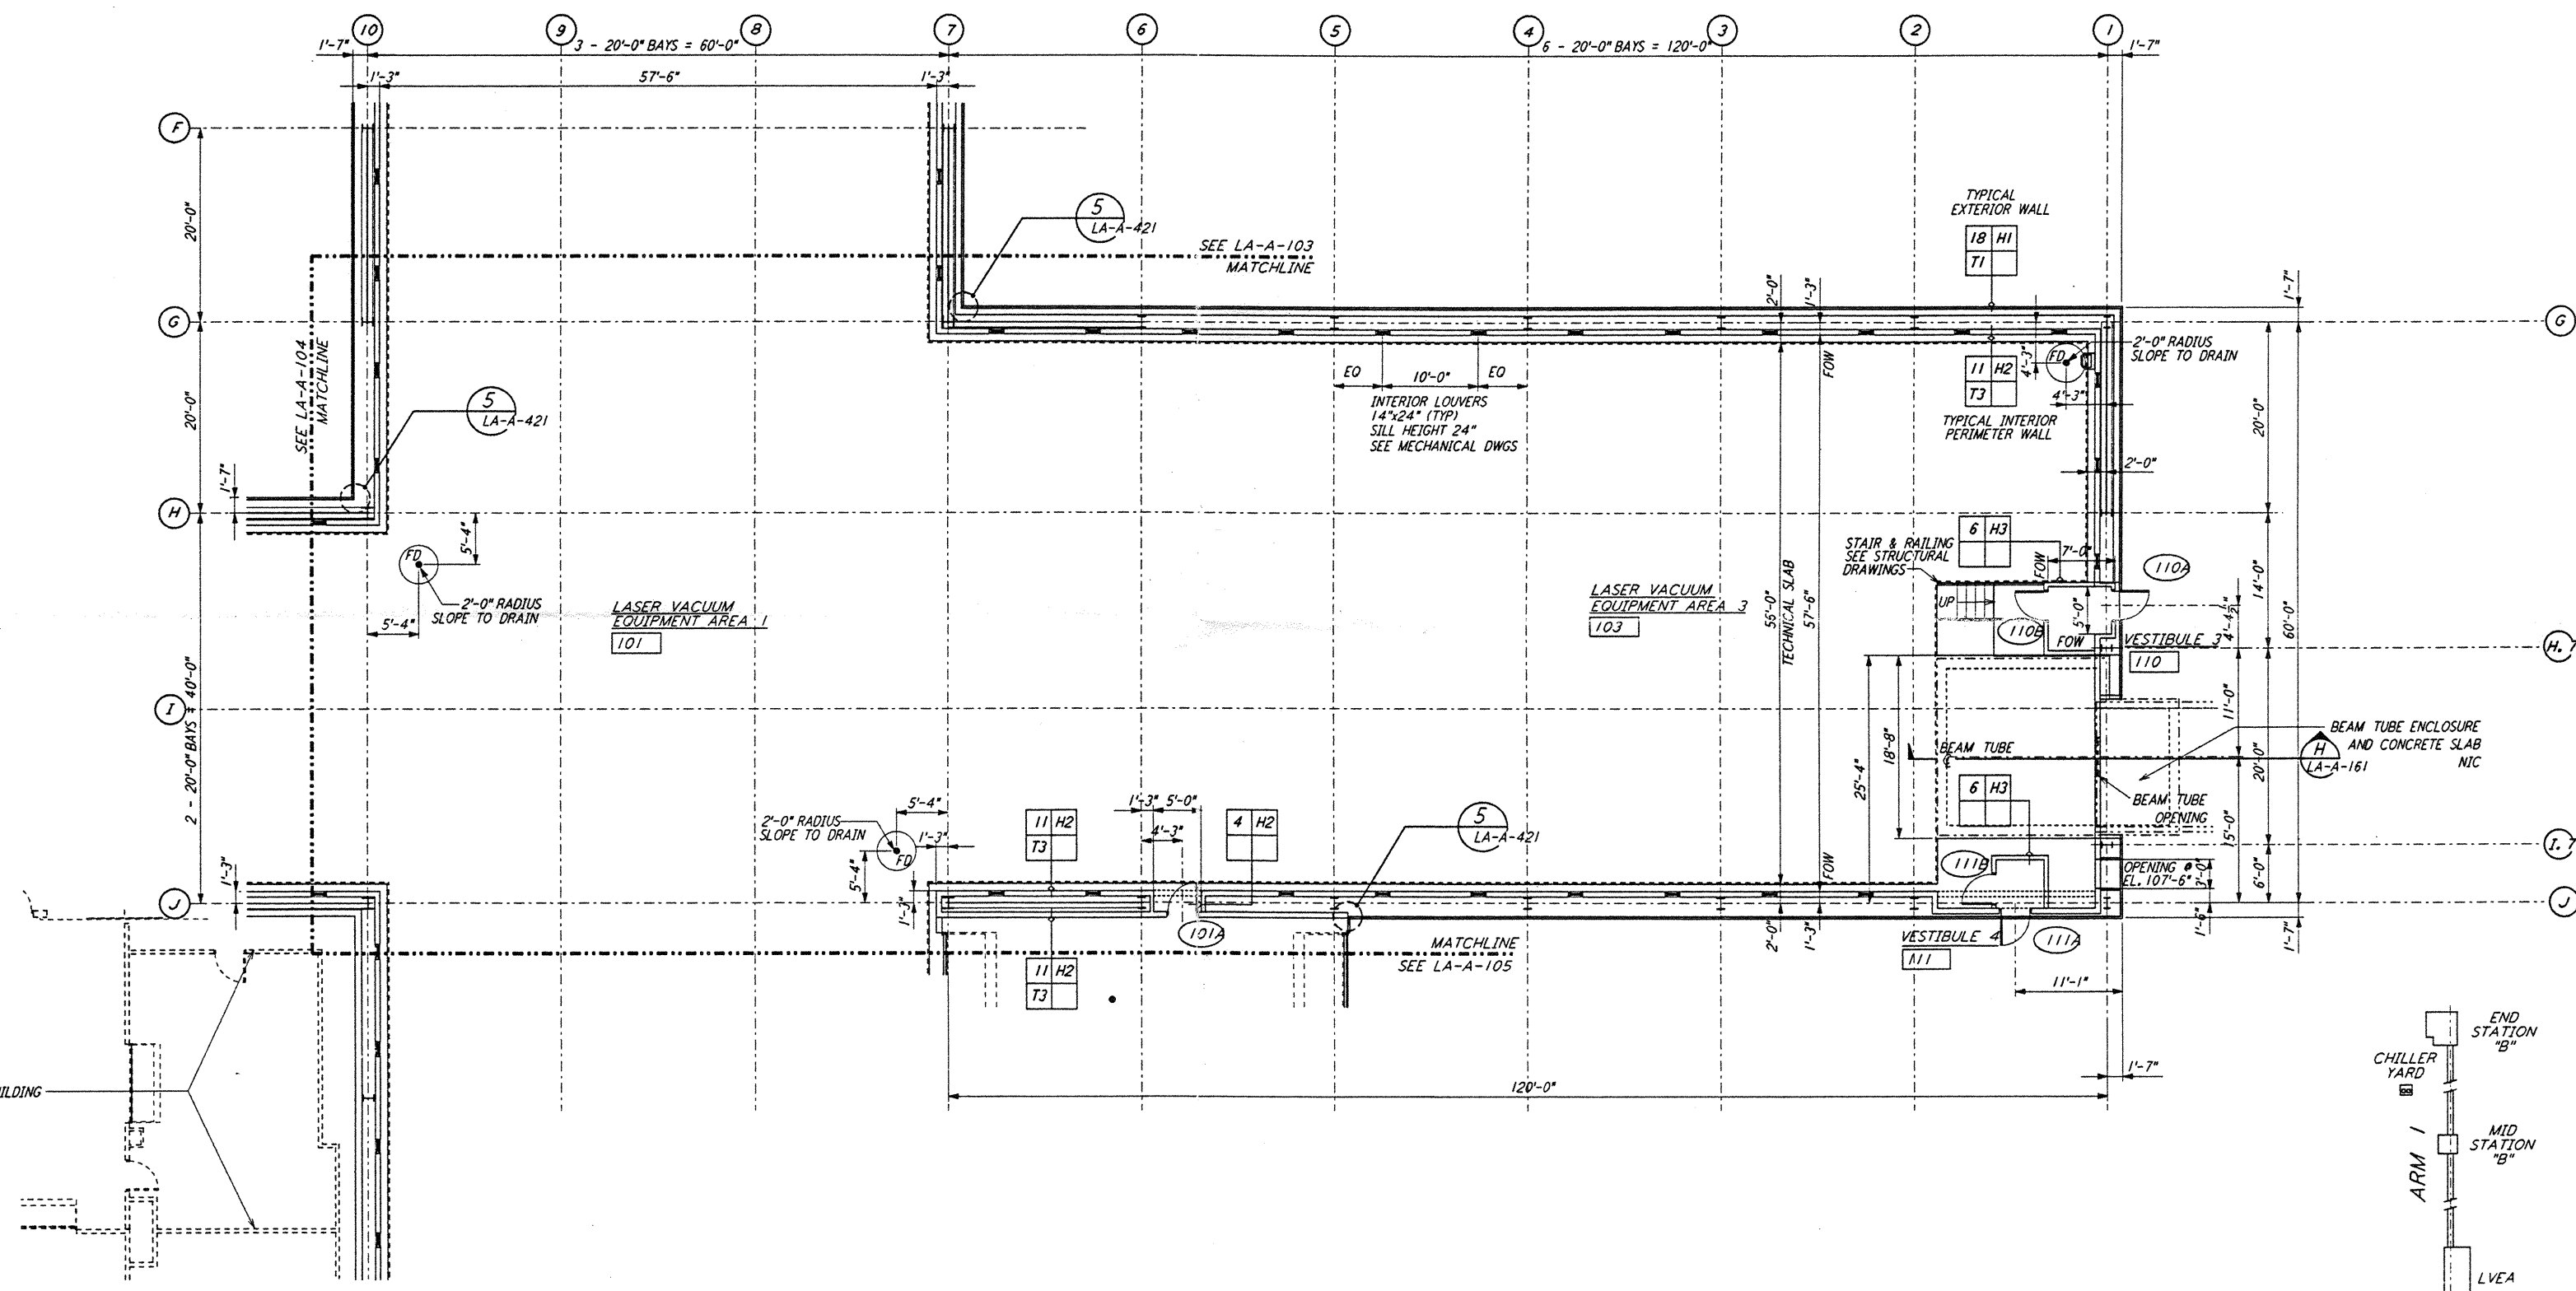 10
9
8
7
6
5
4
3
2
1
1'-7"
3 - 20'-0" BAYS = 60'-0"
6 - 20'-0" BAYS = 120'-0"
1'-7"
1'-3"
57'-6"
1'-3"
F
20'-0"
5
LA-A-421
SEE LA-A-103
MATCHLINE
TYPICAL
EXTERIOR WALL
18 H1
T1
2'-0"
1'-3"
1'-7"
G
G
SEE LA-A-104
MATCHLINE
20'-0"
5
LA-A-421
EQ
10'-0"
EQ
INTERIOR LOUVERS
14"x24" (TYP)
SILL HEIGHT 24"
SEE MECHANICAL DWGS
FOW
11 H2
T3
TYPICAL INTERIOR
PERIMETER WALL
FD
4'-3"
4'-3"
2'-0" RADIUS
SLOPE TO DRAIN
20'-0"
2'-0"
1'-7"
H
5'-4"
FD
2'-0" RADIUS
SLOPE TO DRAIN
5'-4"
LASER VACUUM
EQUIPMENT AREA 1
101
LASER VACUUM
EQUIPMENT AREA 3
103
56'-0"
TECHNICAL SLAB
57'-6"
6 H3
STAIR & RAILING
SEE STRUCTURAL
DRAWINGS
FOW
7'-0"
110A
UP
5'-0"
110B
FOW
VESTIBULE 3
110
4'-4½"
14'-0"
60'-0"
H.7
I
2 - 20'-0" BAYS = 40'-0"
25'-4"
18'-8"
BEAM TUBE
11'-0"
20'-0"
BEAM TUBE ENCLOSURE
AND CONCRETE SLAB
NIC
H
LA-A-161
BEAM TUBE
OPENING
15'-0"
6 H3
5'-4"
2'-0" RADIUS
SLOPE TO DRAIN
FD
5'-4"
1'-3"
11 H2
T3
1'-3"
5'-0"
4'-3"
4 H2
5
LA-A-421
FOW
I.7
111B
OPENING @
EL. 107'-6"
3'-0"
6'-0"
1'-3"
J
1'-3"
101A
2'-0"
1'-3"
VESTIBULE 4
111
111A
1'-6"
1'-7"
J
MATCHLINE
SEE LA-A-105
11 H2
T3
11'-1"
1'-7"
120'-0"
ILDING
END
STATION
"B"
CHILLER
YARD
ARM 1
MID
STATION
"B"
LVEA